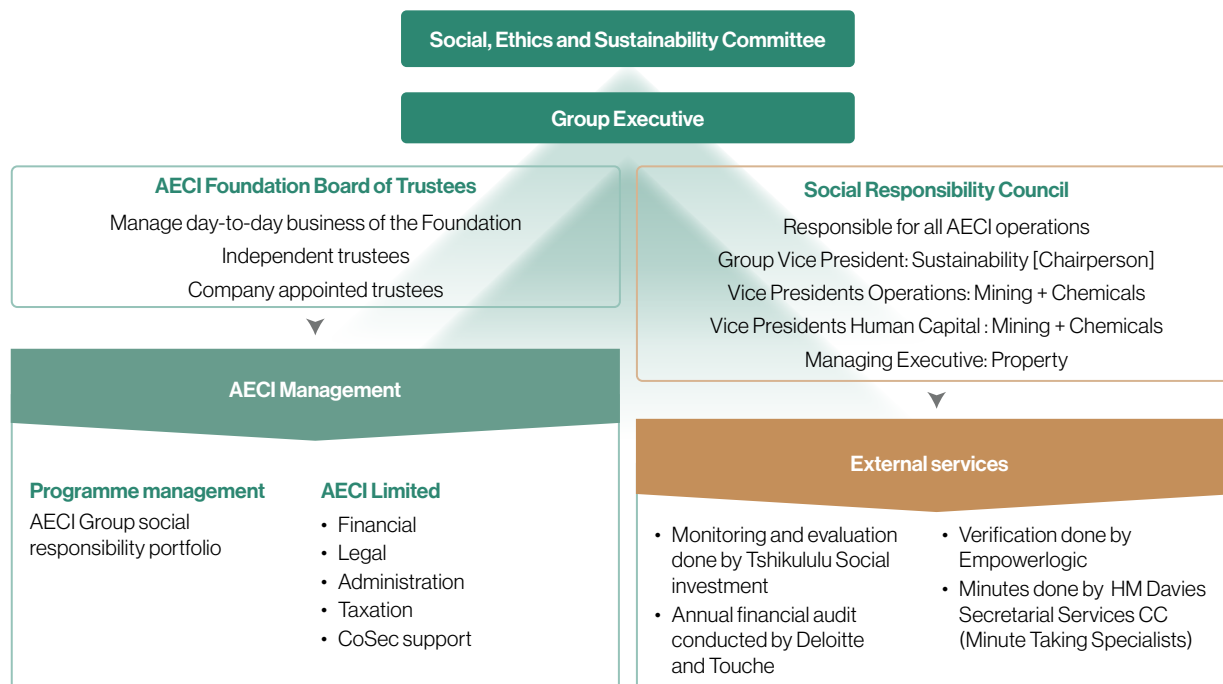 Social, Ethics and Sustainability Committee
Group Executive
AECI Foundation Board of Trustees
Manage day-to-day business of the Foundation
Independent trustees
Company appointed trustees
Social Responsibility Council
Responsible for all AECI operations
Group Vice President: Sustainability [Chairperson]
Vice Presidents Operations: Mining + Chemicals
Vice Presidents Human Capital : Mining + Chemicals
Managing Executive: Property
AECI Management
Programme management
AECI Group social
responsibility portfolio
AECI Limited
• Financial
• Legal
• Administration
• Taxation
• CoSec support
External services
• Monitoring and evaluation
done by Tshikululu Social
investment
• Annual financial audit
conducted by Deloitte
and Touche
• Verification done by
Empowerlogic
• Minutes done by HM Davies
Secretarial Services CC
(Minute Taking Specialists)